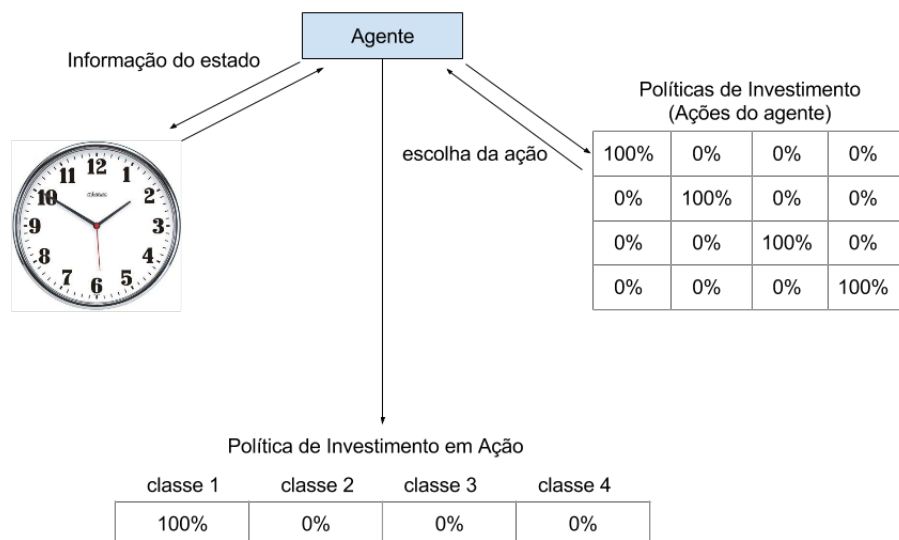 Agente
Informação do estado
Políticas de Investimento
(Ações do agente)
escolha da ação
100% 0% 0% 0%
0% 100% 0% 0%
0% 0% 100% 0%
0% 0% 0% 100%
12
11 1
10 2
9 3
8 4
7 5
6
Política de Investimento em Ação
classe 1 classe 2 classe 3 classe 4
100% 0% 0% 0%